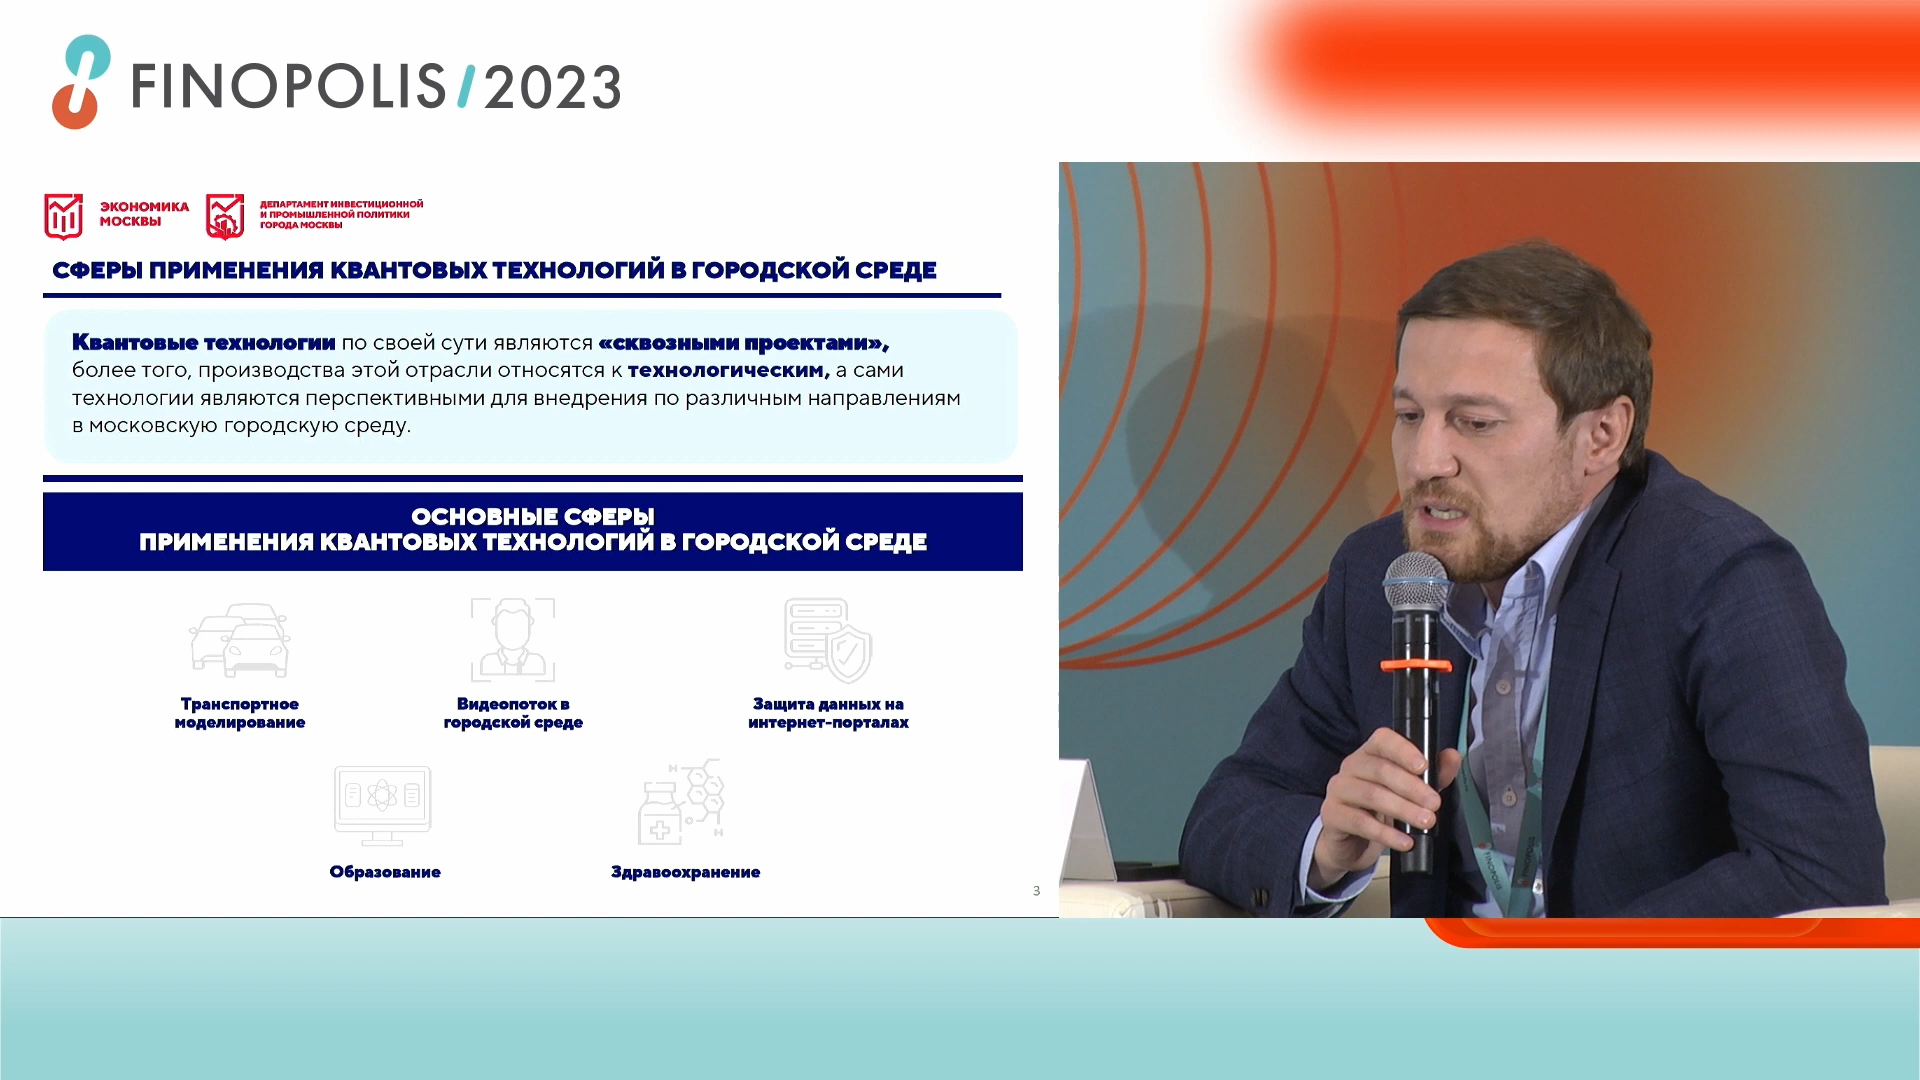 FINOPOLIS / 2023
ЭКОНОМИКА
МОСКВЫ
ДЕПАРТАМЕНТ ИНВЕСТИЦИОННОЙ
И ПРОМЫШЛЕННОЙ ПОЛИТИКИ
ГОРОДА МОСКВЫ
СФЕРЫ ПРИМЕНЕНИЯ КВАНТОВЫХ ТЕХНОЛОГИЙ В ГОРОДСКОЙ СРЕДЕ
Квантовые технологии по своей сути являются «сквозными проектами»,
более того, производства этой отрасли относятся к технологическим, а сами
технологии являются перспективными для внедрения по различным направлениям
в московскую городскую среду.
ОСНОВНЫЕ СФЕРЫ
ПРИМЕНЕНИЯ КВАНТОВЫХ ТЕХНОЛОГИЙ В ГОРОДСКОЙ СРЕДЕ
Транспортное
моделирование
Видеопоток в
городской среде
Защита данных на
интернет-порталах
H
H
Образование
Здравоохранение
3
FINOPOLIS
FINOPOLIS